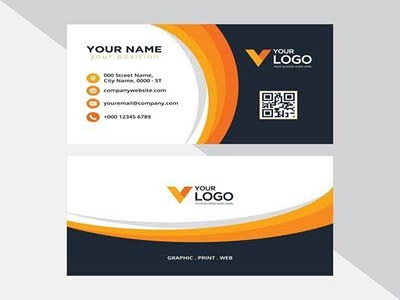 YOUR NAME
your position
000 Street Name,
City Name, 0000 - ST
companywebsite.com
youremail@company.com
+000 12345 6789
YOUR
LOGO
YOUR
LOGO
GRAPHIC . PRINT . WEB